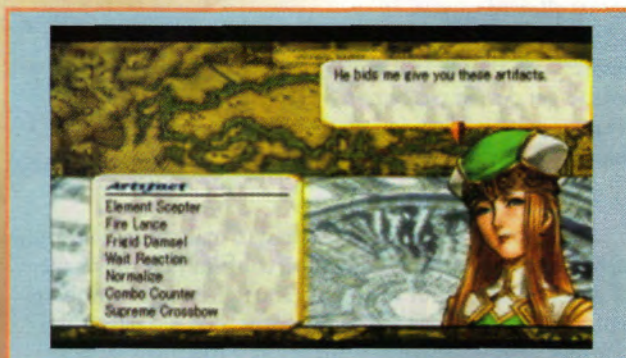 He bids me give you these artifacts.
Artifact
Element Scepter
Fire Lance
Frigid Damsel
Wait Reaction
Normalize
Combo Counter
Supreme Crossbow